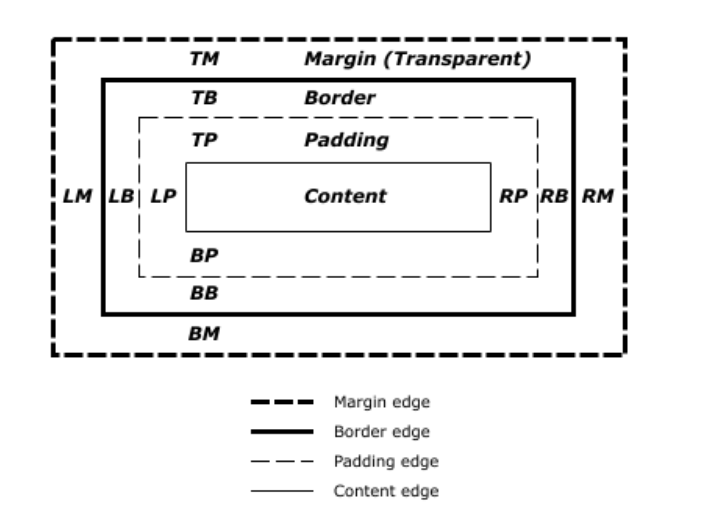 TM Margin (Transparent)
TB Border
TP Padding
LM LB LP Content RP RB RM
BP
BB
BM
Margin edge
Border edge
Padding edge
Content edge